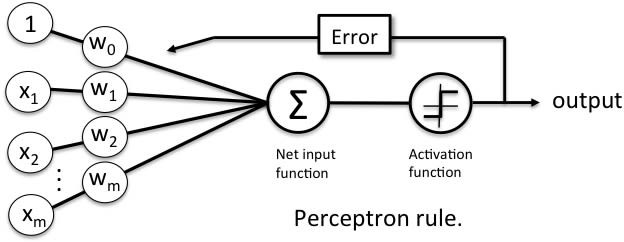 1
w0
Error
x1
w1
Σ
output
x2
w2
Net input
function
Activation
function
⋮
wm
xm
Perceptron rule.